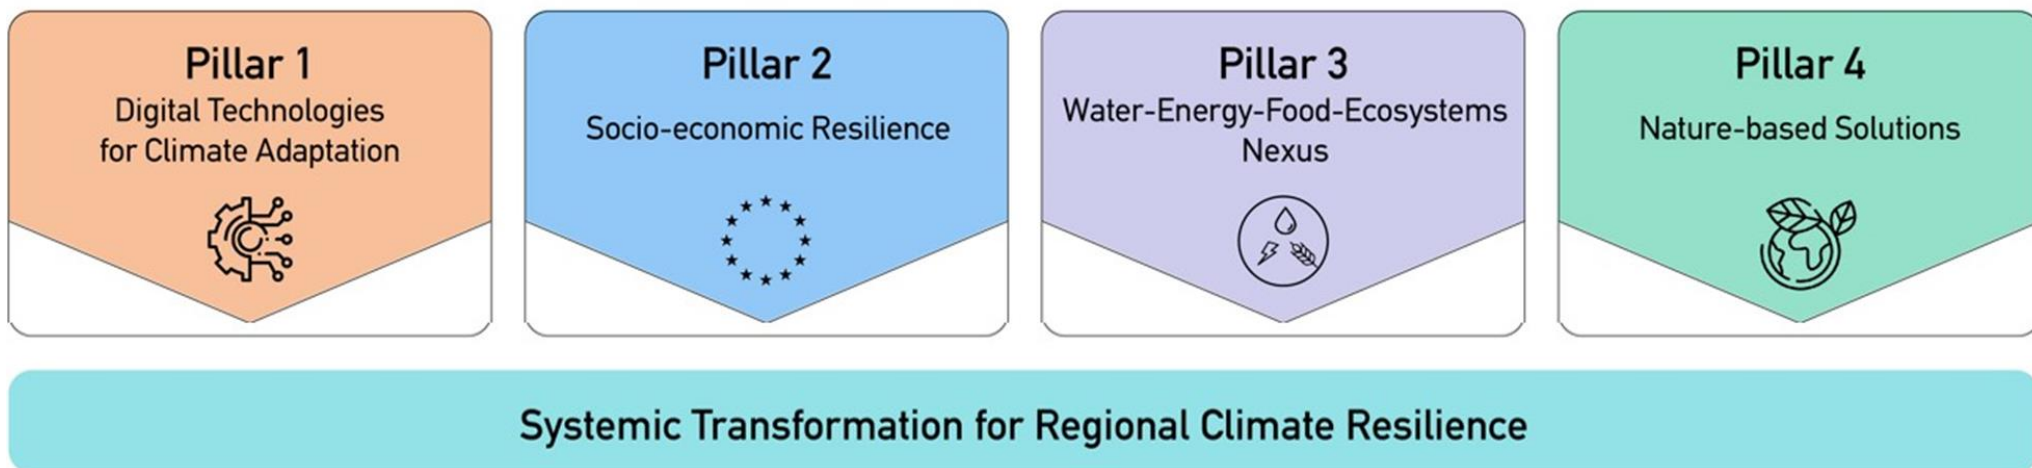 Pillar 1
Digital Technologies
for Climate Adaptation
Pillar 2
Socio-economic Resilience
Pillar 3
Water-Energy-Food-Ecosystems
Nexus
Pillar 4
Nature-based Solutions
Systemic Transformation for Regional Climate Resilience